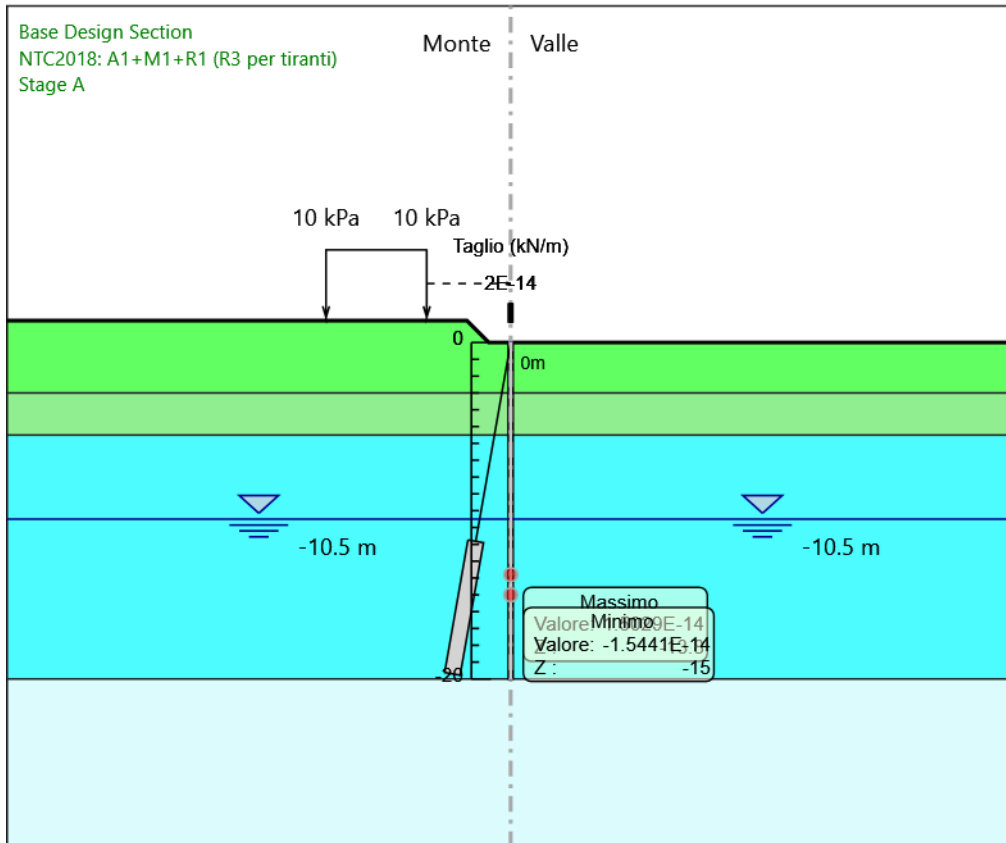 Base Design Section
NTC2018: A1+M1+R1 (R3 per tiranti)
Stage A
Monte
Valle
10 kPa
10 kPa
Taglio (kN/m)
2E-14
0
0m
-10.5 m
-10.5 m
Massimo
Minimo
Valore:
Valore: -1.5441E-14
Z : -15
-20